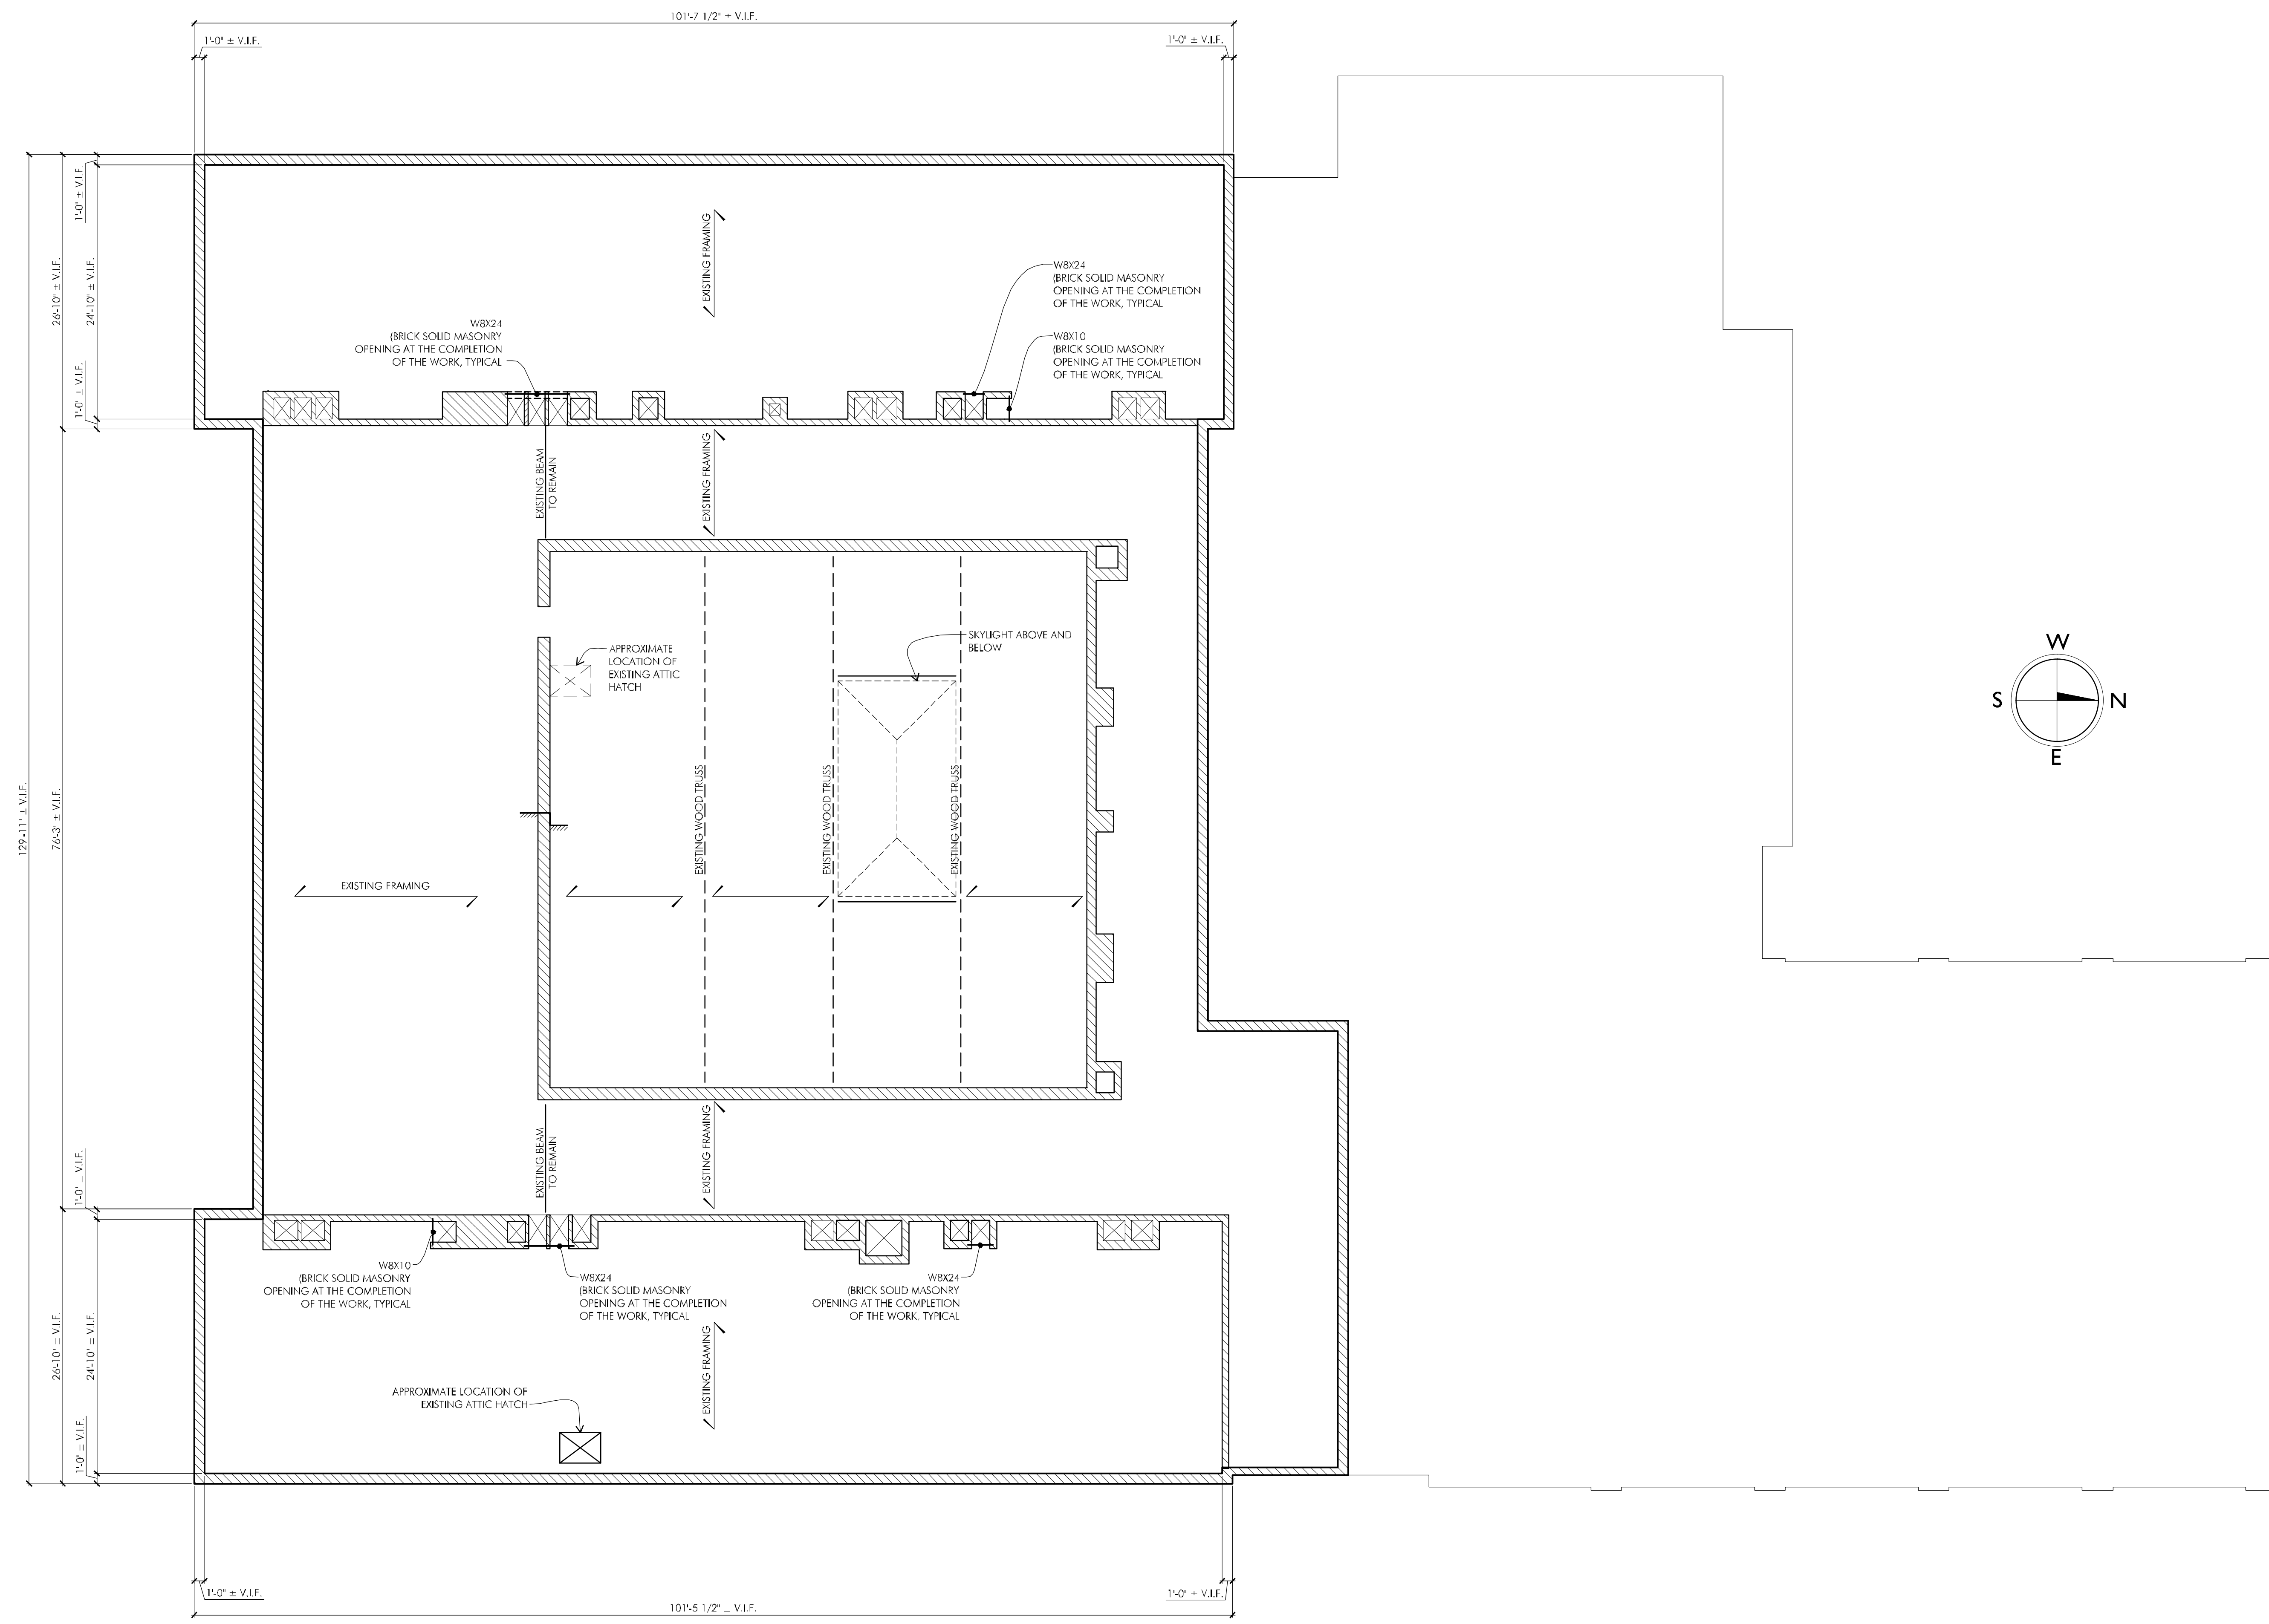 101'-7 1/2" ± V.I.F.
1'-0" ± V.I.F.
1'-0" ± V.I.F.
1'-0" ± V.I.F.
26'-10" ± V.I.F.
24'-10" ± V.I.F.
1'-0" ± V.I.F.
EXISTING FRAMING
W8X24
(BRICK SOLID MASONRY
OPENING AT THE COMPLETION
OF THE WORK, TYPICAL
W8X24
(BRICK SOLID MASONRY
OPENING AT THE COMPLETION
OF THE WORK, TYPICAL
W8X10
(BRICK SOLID MASONRY
OPENING AT THE COMPLETION
OF THE WORK, TYPICAL
EXISTING BEAM
TO REMAIN
EXISTING FRAMING
APPROXIMATE
LOCATION OF
EXISTING ATTIC
HATCH
SKYLIGHT ABOVE AND
BELOW
W
S
N
E
129'-11" ± V.I.F.
76'-3" ± V.I.F.
EXISTING WOOD TRUSS
EXISTING WOOD TRUSS
EXISTING WOOD TRUSS
EXISTING FRAMING
EXISTING BEAM
TO REMAIN
EXISTING FRAMING
1'-0" ± V.I.F.
W8X10
(BRICK SOLID MASONRY
OPENING AT THE COMPLETION
OF THE WORK, TYPICAL
W8X24
(BRICK SOLID MASONRY
OPENING AT THE COMPLETION
OF THE WORK, TYPICAL
W8X24
(BRICK SOLID MASONRY
OPENING AT THE COMPLETION
OF THE WORK, TYPICAL
26'-10" ± V.I.F.
24'-10" ± V.I.F.
EXISTING FRAMING
APPROXIMATE LOCATION OF
EXISTING ATTIC HATCH
1'-0" ± V.I.F.
1'-0" ± V.I.F.
1'-0" ± V.I.F.
101'-5 1/2" ± V.I.F.